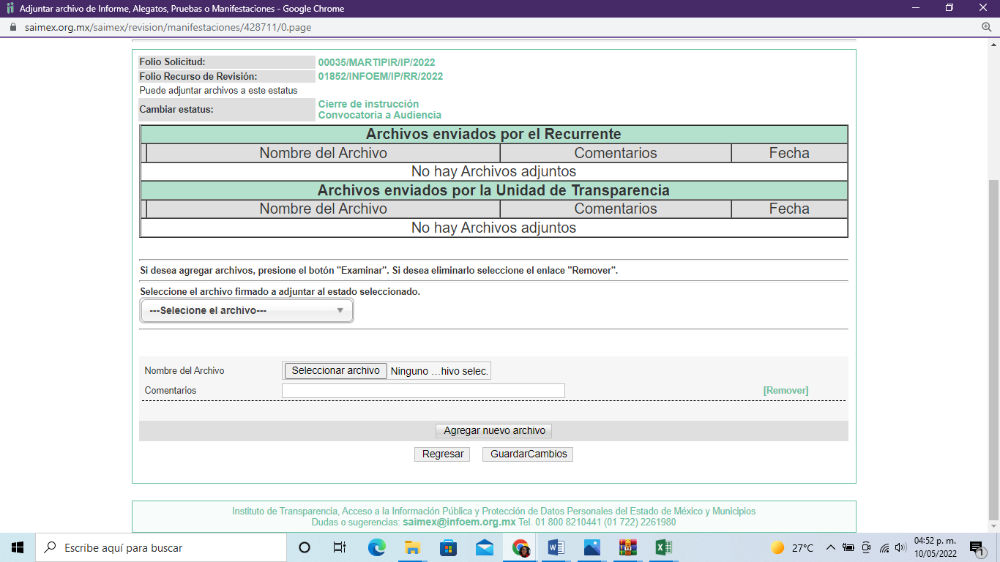 Adjuntar archivo de Informe, Alegatos, Pruebas o Manifestaciones - Google Chrome
saimex.org.mx/saimex/revision/manifestaciones/428711/0.page
Folio Solicitud: 00035/MARTIPIR/IP/2022
Folio Recurso de Revisión: 01852/INFOEM/IP/RR/2022
Puede adjuntar archivos a este estatus
Cambiar estatus: Cierre de instrucción
Convocatoria a Audiencia
Archivos enviados por el Recurrente
Nombre del Archivo Comentarios Fecha
No hay Archivos adjuntos
Archivos enviados por la Unidad de Transparencia
Nombre del Archivo Comentarios Fecha
No hay Archivos adjuntos
Si desea agregar archivos, presione el botón "Examinar". Si desea eliminarlo seleccione el enlace "Remover".
Seleccione el archivo firmado a adjuntar al estado seleccionado.
---Selecione el archivo---
Nombre del Archivo Seleccionar archivo Ninguno ...hivo selec.
Comentarios [Remover]
Agregar nuevo archivo
Regresar GuardarCambios
Instituto de Transparencia, Acceso a la Información Pública y Protección de Datos Personales del Estado de México y Municipios
Dudas o sugerencias: saimex@infoem.org.mx Tel. 01 800 8210441 (01 722) 2261980
Escribe aquí para buscar
27°C
04:52 p. m.
10/05/2022
1